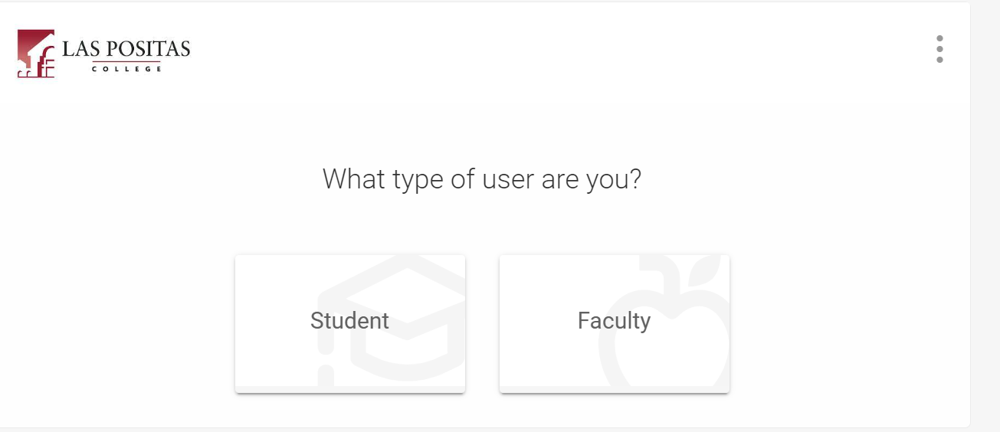 LAS POSITAS
COLLEGE
What type of user are you?
Student
Faculty